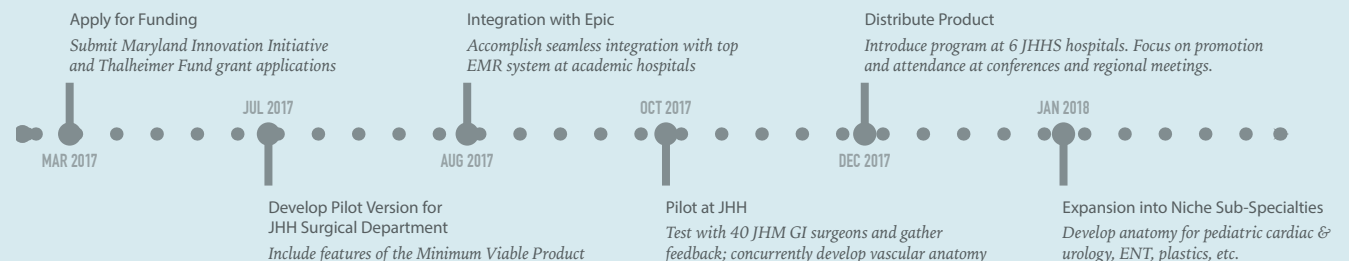 Apply for Funding
Submit Maryland Innovation Initiative
and Thalheimer Fund grant applications
MAR 2017
JUL 2017
Develop Pilot Version for
JHH Surgical Department
Include features of the Minimum Viable Product
Integration with Epic
Accomplish seamless integration with top
EMR system at academic hospitals
AUG 2017
OCT 2017
Pilot at JHH
Test with 40 JHM GI surgeons and gather
feedback; concurrently develop vascular anatomy
Distribute Product
Introduce program at 6 JHHS hospitals. Focus on promotion
and attendance at conferences and regional meetings.
DEC 2017
JAN 2018
Expansion into Niche Sub-Specialties
Develop anatomy for pediatric cardiac &
urology, ENT, plastics, etc.